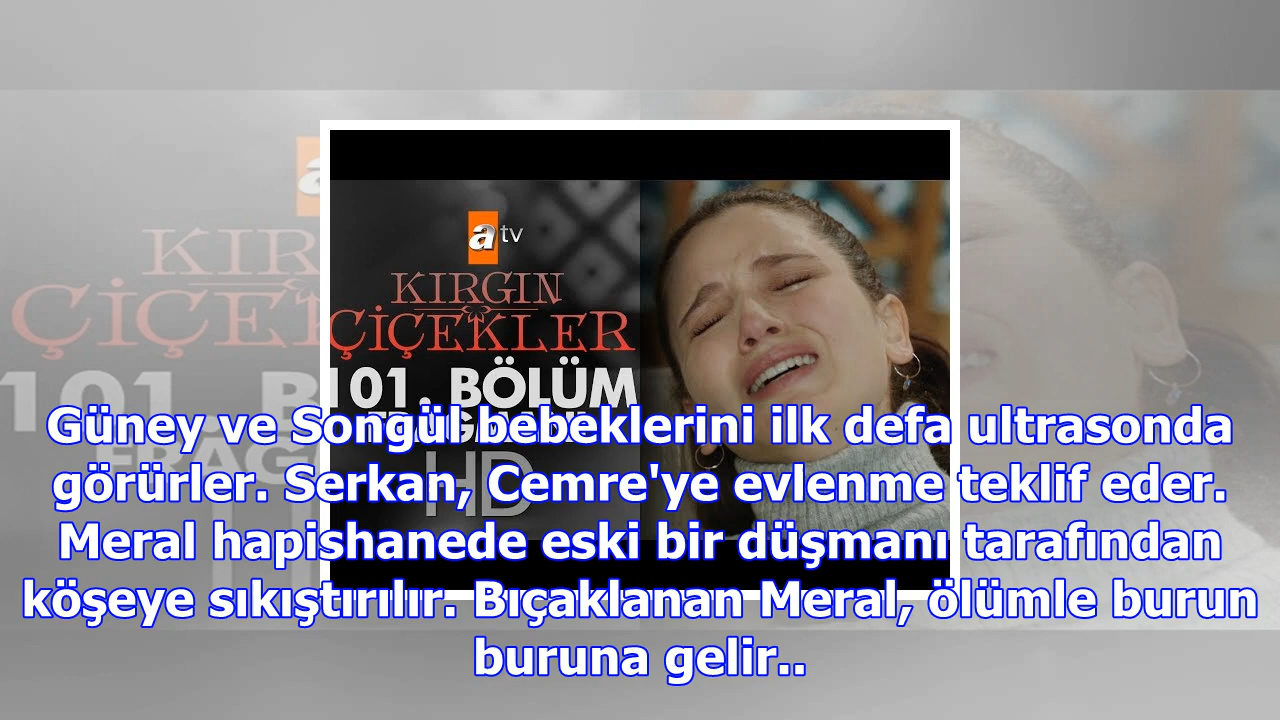 atv
KIRGIN
ÇİÇEKLER
101. BÖLÜM
FRAGMANI
HD
Güney ve Songül bebeklerini ilk defa ultrasonda
görürler. Serkan, Cemre'ye evlenme teklif eder.
Meral hapishanede eski bir düşmanı tarafından
köşeye sıkıştırılır. Bıçaklanan Meral, ölümle burun
buruna gelir..